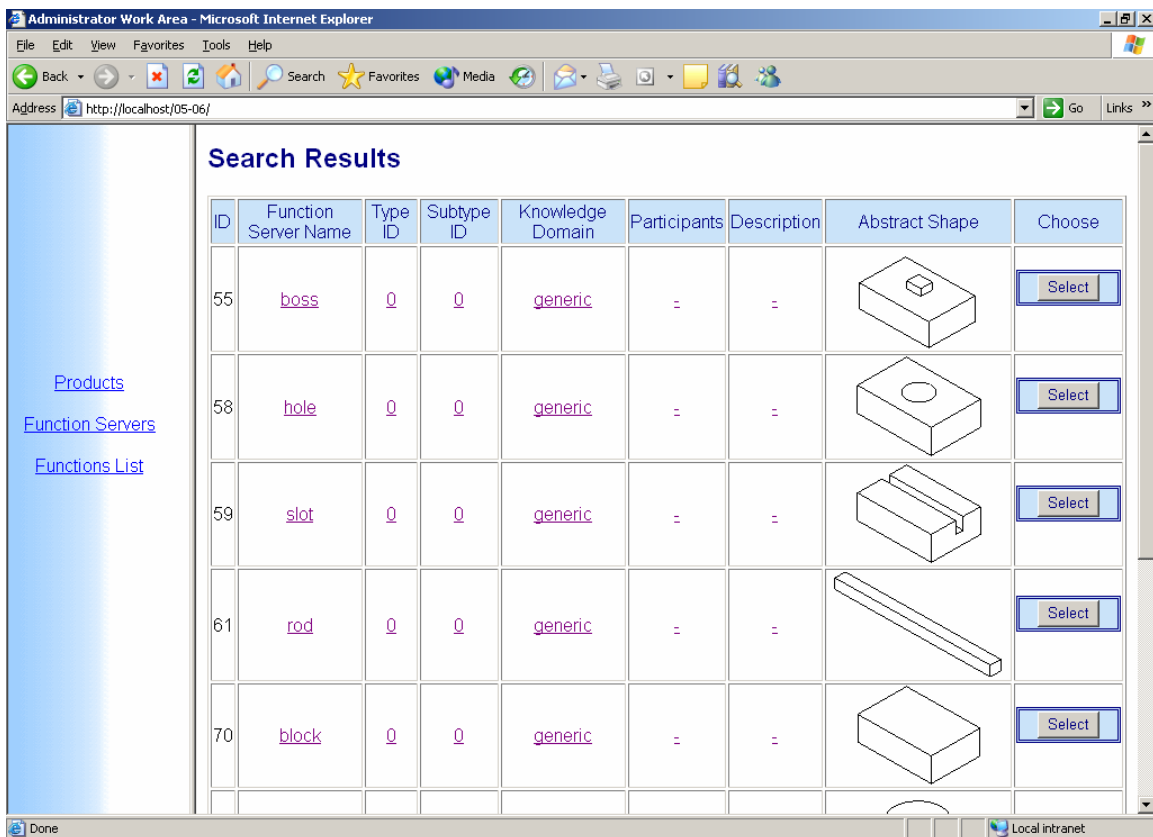 Administrator Work Area - Microsoft Internet Explorer
File Edit View Favorites Tools Help
Back Search Favorites Media
Address http://localhost/05-06/ Go Links »
Search Results
ID Function Server Name Type ID Subtype ID Knowledge Domain Participants Description Abstract Shape Choose
55 boss 0 0 generic - - Select
58 hole 0 0 generic - - Select
59 slot 0 0 generic - - Select
61 rod 0 0 generic - - Select
70 block 0 0 generic - - Select
Products
Function Servers
Functions List
Done Local intranet